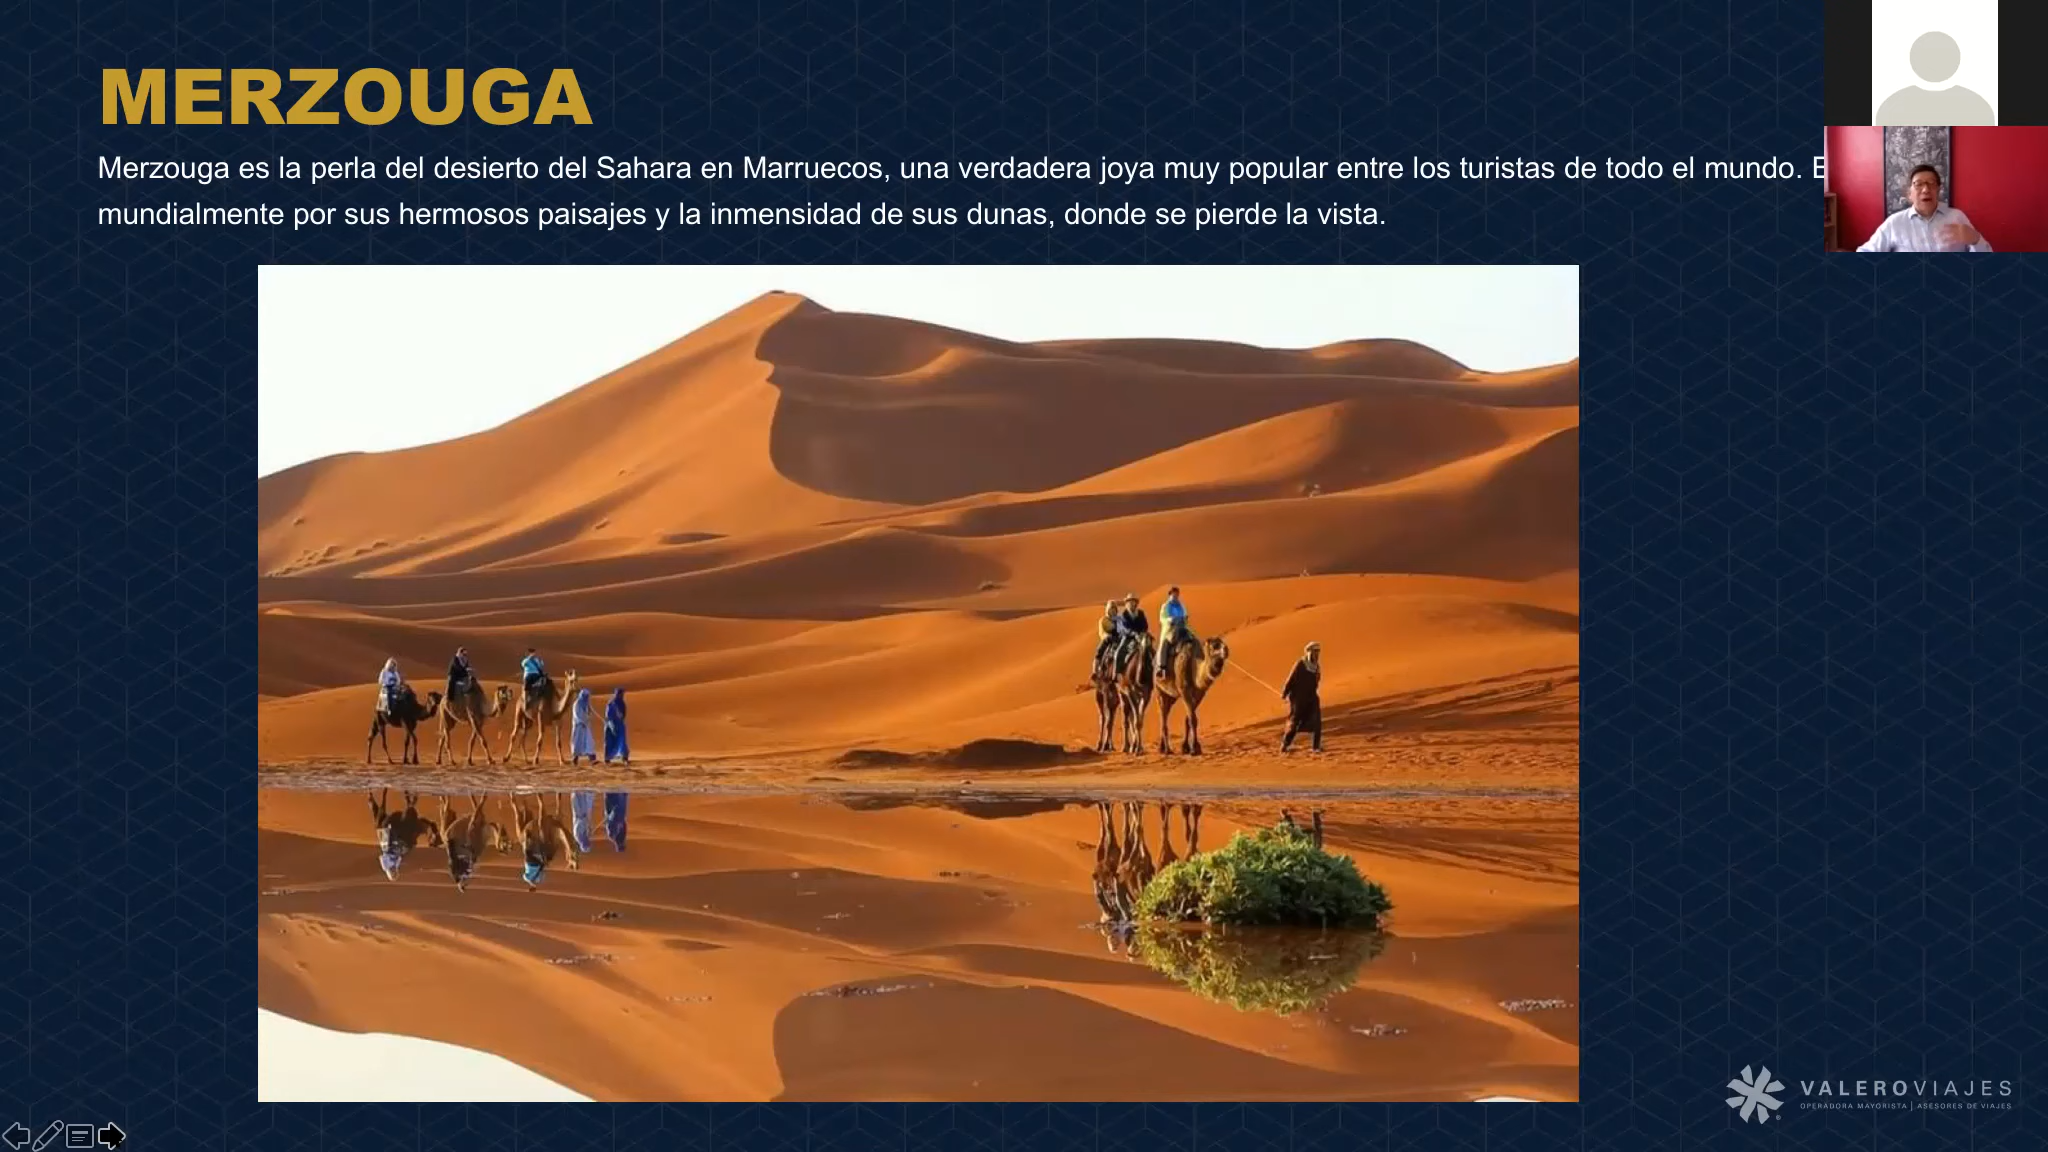 MERZOUGA
Merzouga es la perla del desierto del Sahara en Marruecos, una verdadera joya muy popular entre los turistas de todo el mundo.
mundialmente por sus hermosos paisajes y la inmensidad de sus dunas, donde se pierde la vista.
VALEROVIAJES
OPERADORA MAYORISTA | ASESORES DE VIAJES